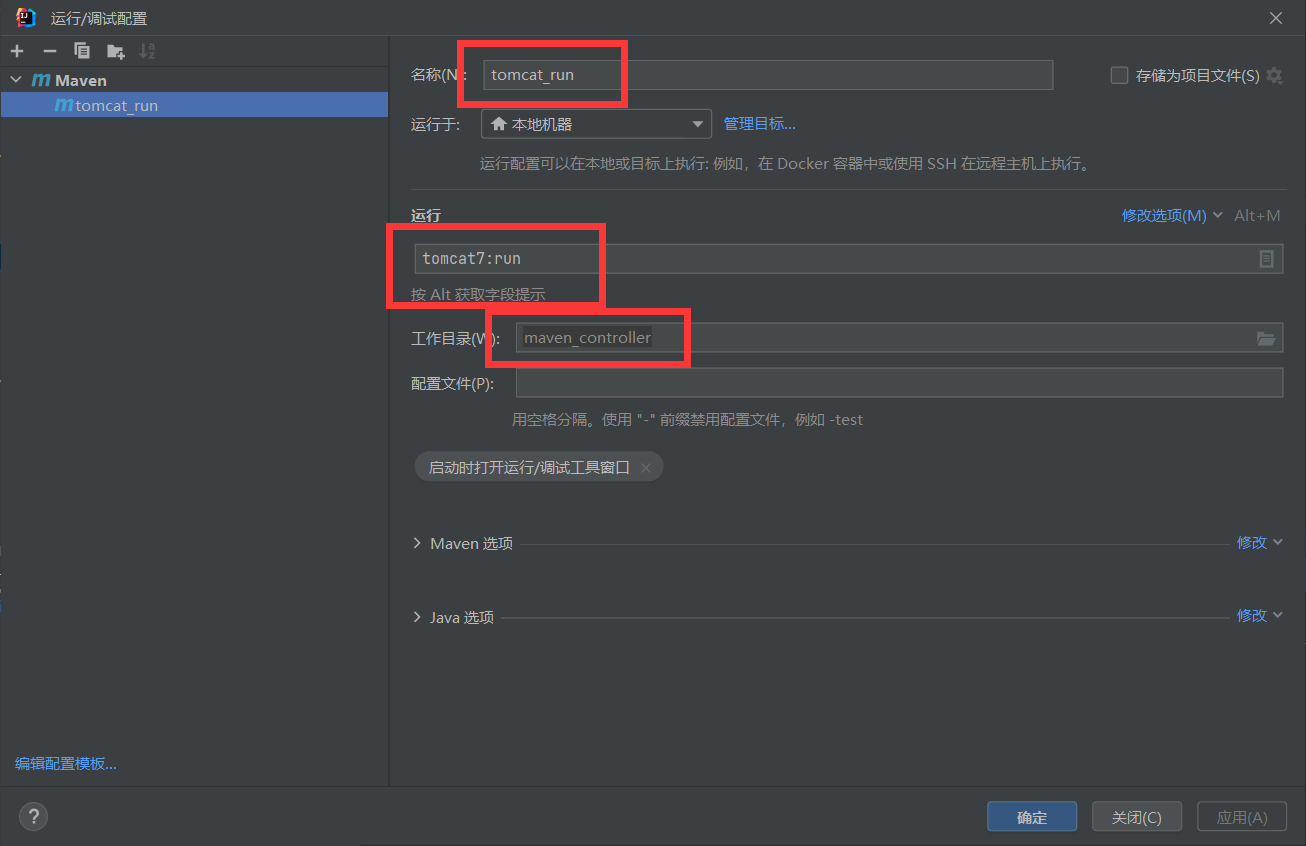 运行/调试配置
Maven
tomcat_run
名称(N):
tomcat_run
存储为项目文件(S)
运行于:
本地机器
管理目标...
运行配置可以在本地或目标上执行: 例如，在 Docker 容器中或使用 SSH 在远程主机上执行。
运行
修改选项(M)
Alt+M
tomcat7:run
按 Alt 获取字段提示
工作目录(W):
maven_controller
配置文件(P):
用空格分隔。使用 "-" 前缀禁用配置文件，例如 -test
启动时打开运行/调试工具窗口
Maven 选项
修改
Java 选项
修改
编辑配置模板...
?
确定
关闭(C)
应用(A)